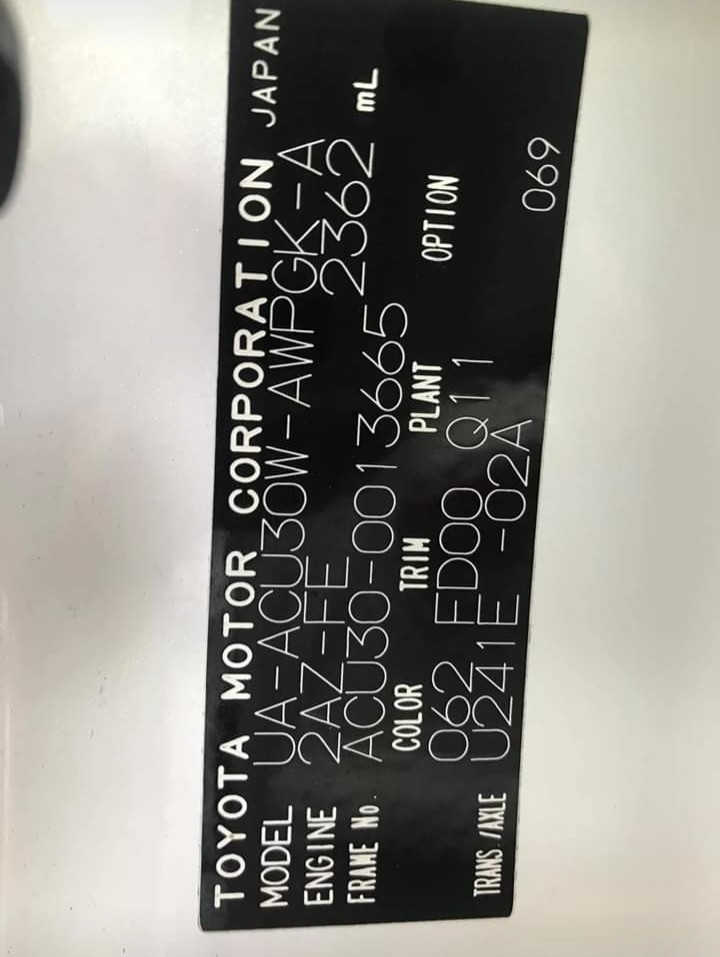 TOYOTA MOTOR CORPORATION JAPAN
MODEL UA-ACU30W-AWPGK-A
ENGINE 2AZ-FE 2362 mL
FRAME No. ACU30-0013665
COLOR TRIM PLANT OPTION
062 FD00 Q11
TRANS./AXLE U241E -02A 069